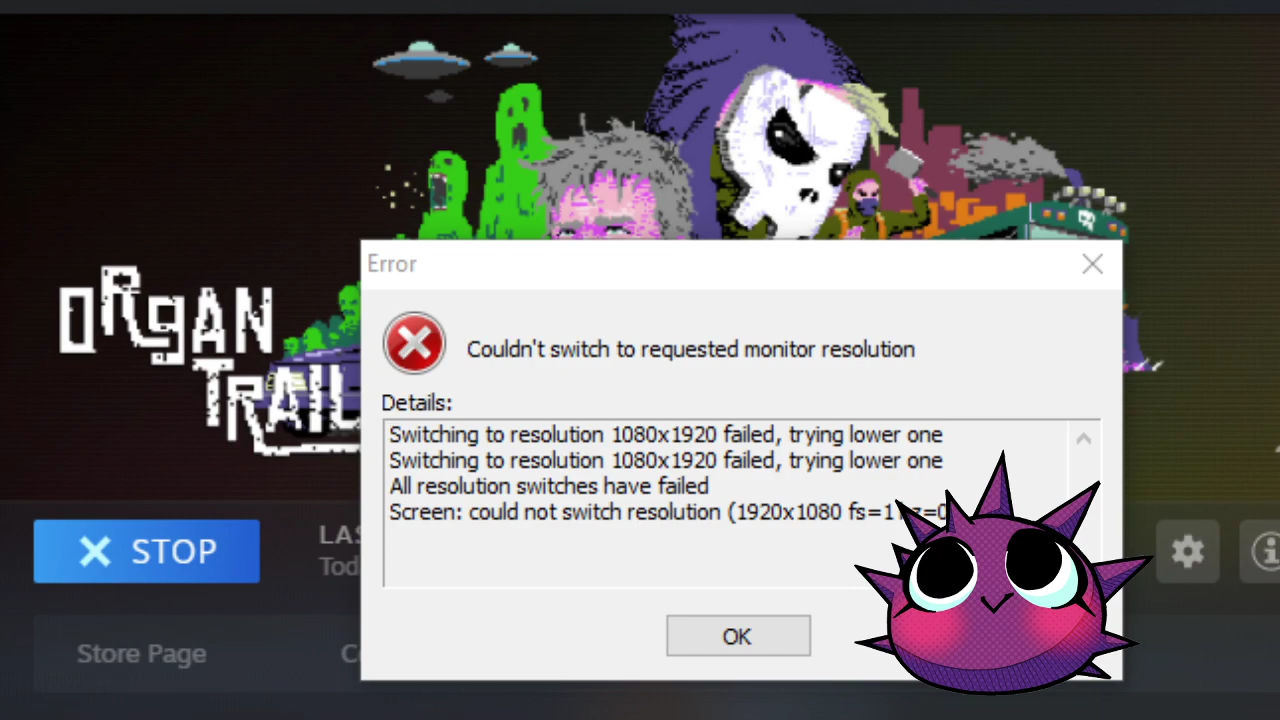 ORgAN
TRAIL
Error
Couldn't switch to requested monitor resolution
Details:
Switching to resolution 1080x1920 failed, trying lower one
Switching to resolution 1080x1920 failed, trying lower one
All resolution switches have failed
Screen: could not switch resolution (1920x1080 fs=1
STOP
OK
Store Page